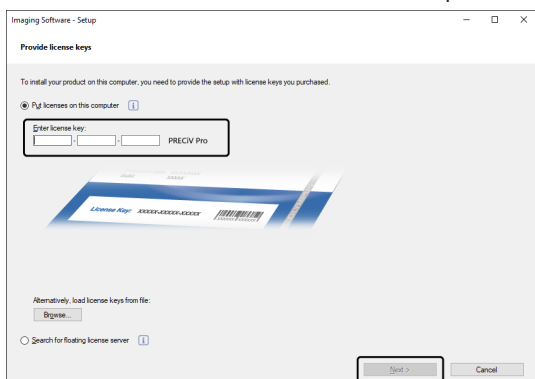 Imaging Software - Setup
Provide license keys
To install your product on this computer, you need to provide the setup with license keys you purchased.
Put licenses on this computer
Enter license key:
- - PRECiV Pro
License Key: XXXXX-XXXXX-XXXXX
Alternatively, load license keys from file:
Browse...
Search for floating license server
Next > Cancel